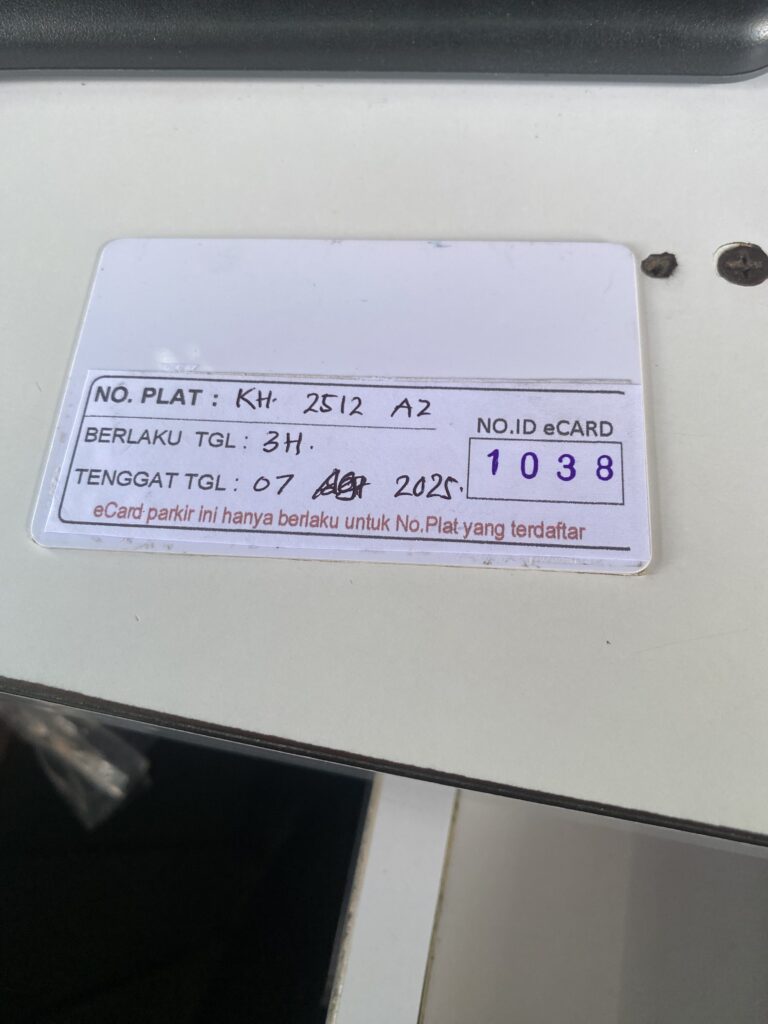 NO. PLAT : KH. 2512 AZ
BERLAKU TGL : 3H.
NO.ID eCARD
1038
TENGGAT TGL : 07 2025.
eCard parkir ini hanya berlaku untuk No.Plat yang terdaftar